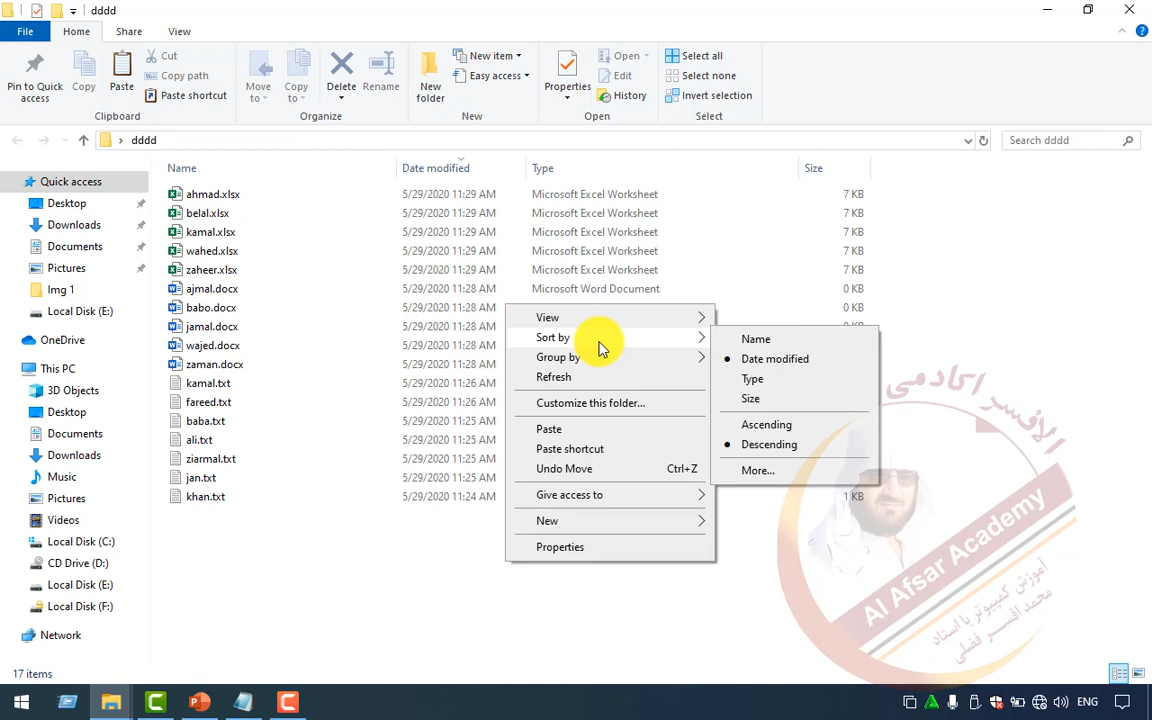 dddd
File Home Share View
Pin to Quick access
Copy
Paste
Cut
Copy path
Paste shortcut
Clipboard
Move to
Copy to
Delete
Rename
Organize
New folder
New item
Easy access
New
Properties
Open
Edit
History
Open
Select all
Select none
Invert selection
Select
dddd
Search dddd
Name Date modified Type Size
Quick access
Desktop
Downloads
Documents
Pictures
Img 1
Local Disk (E:)
OneDrive
This PC
3D Objects
Desktop
Documents
Downloads
Music
Pictures
Videos
Local Disk (C:)
CD Drive (D:)
Local Disk (E:)
Local Disk (F:)
Network
ahmad.xlsx 5/29/2020 11:29 AM Microsoft Excel Worksheet 7 KB
belal.xlsx 5/29/2020 11:29 AM Microsoft Excel Worksheet 7 KB
kamal.xlsx 5/29/2020 11:29 AM Microsoft Excel Worksheet 7 KB
wahed.xlsx 5/29/2020 11:29 AM Microsoft Excel Worksheet 7 KB
zaheer.xlsx 5/29/2020 11:29 AM Microsoft Excel Worksheet 7 KB
ajmal.docx 5/29/2020 11:28 AM Microsoft Word Document 0 KB
babo.docx 5/29/2020 11:28 AM 0 KB
jamal.docx 5/29/2020 11:28 AM
wajed.docx 5/29/2020 11:28 AM
zaman.docx 5/29/2020 11:28 AM
kamal.txt 5/29/2020 11:26 AM
fareed.txt 5/29/2020 11:26 AM
baba.txt 5/29/2020 11:26 AM
ali.txt 5/29/2020 11:25 AM
ziarmal.txt 5/29/2020 11:25 AM
jan.txt 5/29/2020 11:25 AM
khan.txt 5/29/2020 11:24 AM 1 KB
View
Sort by
Group by
Refresh
Customize this folder...
Paste
Paste shortcut
Undo Move Ctrl+Z
Give access to
New
Properties
Name
Date modified
Type
Size
Ascending
Descending
More...
الافسر اکادمی
Al Afsar Academy
آموزش کمپیوتر با استاد
محمد افسر فضلی
17 items
ENG